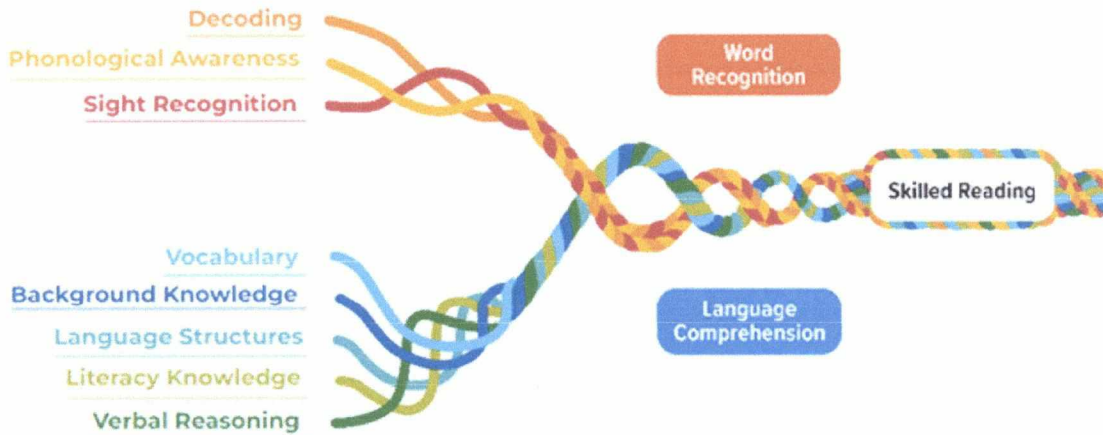 Decoding
Phonological Awareness
Sight Recognition
Word
Recognition
Skilled Reading
Vocabulary
Background Knowledge
Language Structures
Literacy Knowledge
Verbal Reasoning
Language
Comprehension